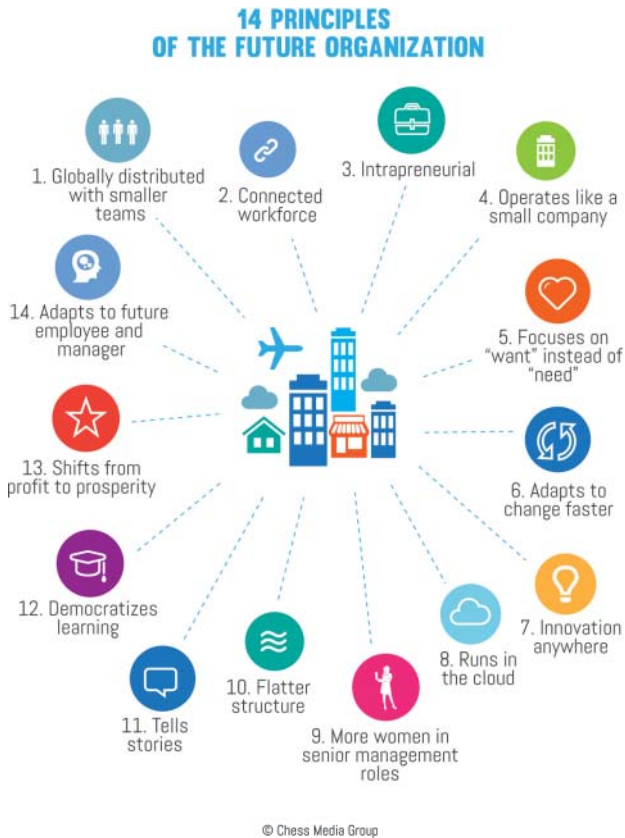 14 PRINCIPLES
OF THE FUTURE ORGANIZATION
1. Globally distributed
with smaller
teams
2. Connected
workforce
3. Intrapreneurial
4. Operates like a
small company
5. Focuses on
“want” instead of
“need”
6. Adapts to
change faster
7. Innovation
anywhere
8. Runs in
the cloud
9. More women in
senior management
roles
10. Flatter
structure
11. Tells
stories
12. Democratizes
learning
13. Shifts from
profit to prosperity
14. Adapts to future
employee and
manager
© Chess Media Group